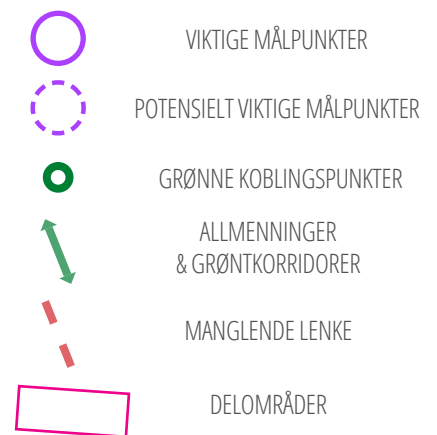 VIKTIGE MÅLPUNKTER
POTENSIELT VIKTIGE MÅLPUNKTER
GRØNNE KOBLINGSPUNKTER
ALLMENNINGER
& GRØNTKORRIDORER
MANGLENDE LENKE
DELOMRÅDER